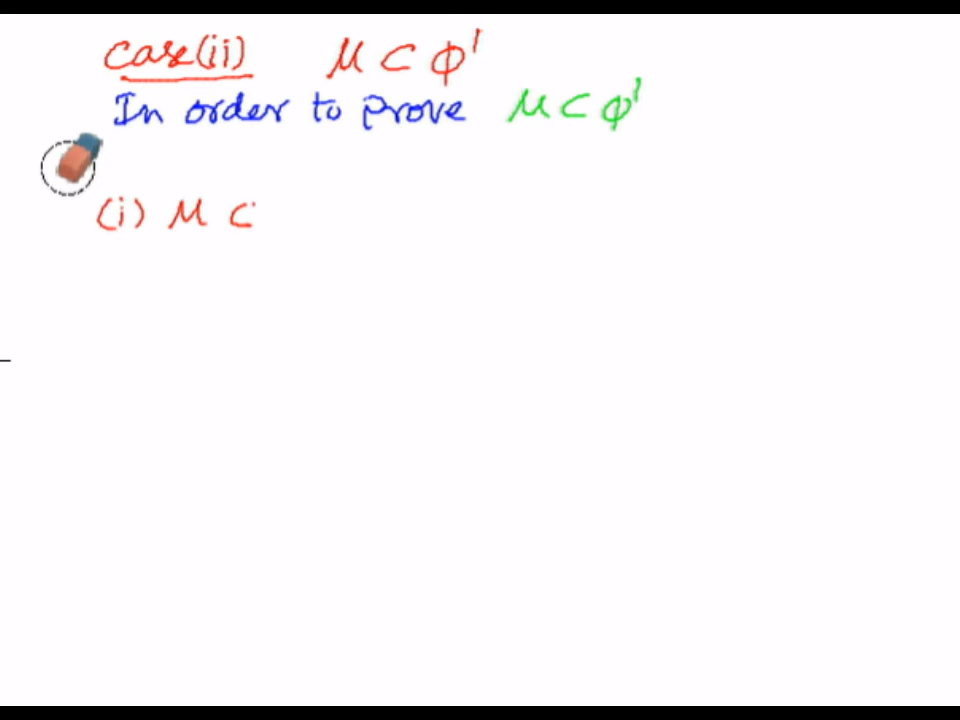 case(ii) μ ⊂ φ'
In order to prove μ ⊂ φ'
(i) μ ⊂